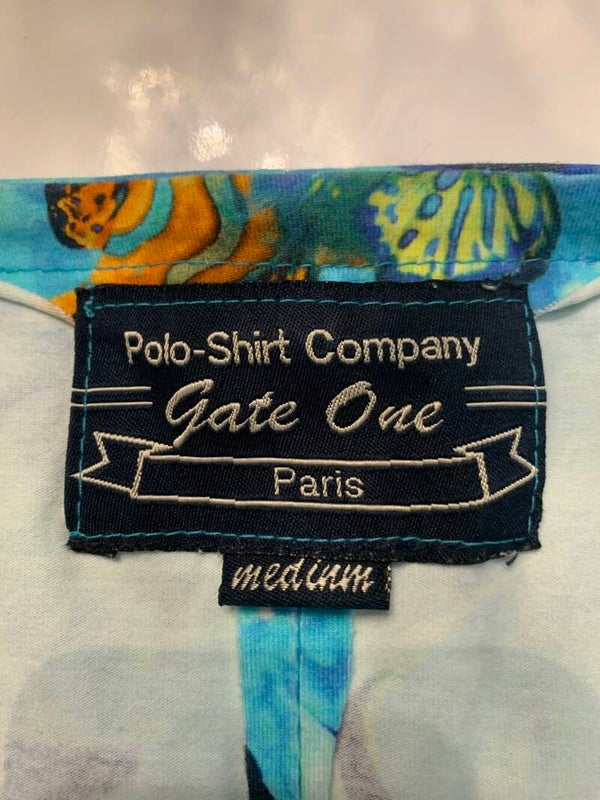 Polo-Shirt Company
Gate One
Paris
medium